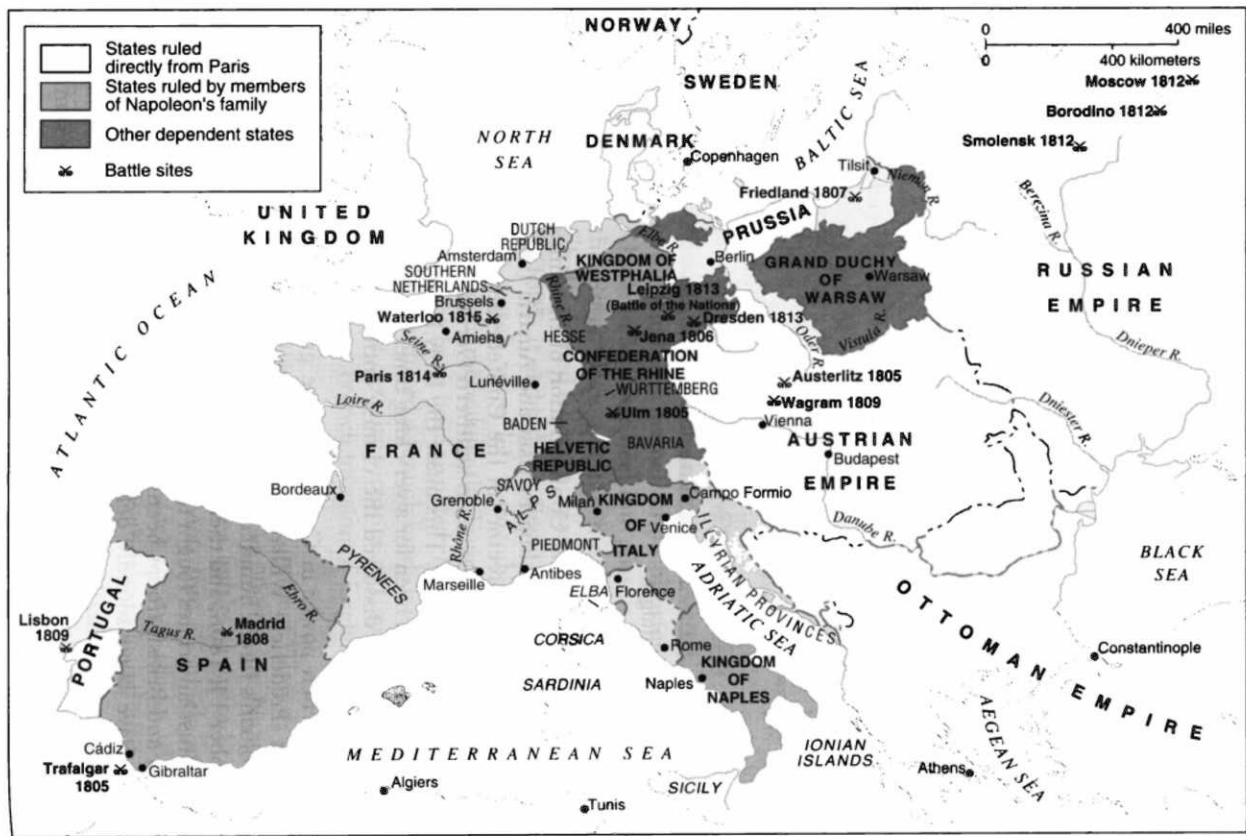 States ruled
directly from Paris
States ruled by members
of Napoleon's family
Other dependent states
Battle sites
NORWAY
0 400 miles
0 400 kilometers
SWEDEN
Moscow 1812
Borodino 1812
Smolensk 1812
NORTH
SEA
DENMARK
Copenhagen
BALTIC SEA
Tilsit
Niemon R.
Friedland 1807
PRUSSIA
Berezina R.
UNITED
KINGDOM
DUTCH
REPUBLIC
Amsterdam
Elbe R.
Berlin
KINGDOM OF
WESTPHALIA
GRAND DUCHY
OF
WARSAW
Warsaw
RUSSIAN
EMPIRE
SOUTHERN
NETHERLANDS
Brussels
Rhine R.
Leipzig 1813
(Battle of the Nations)
Waterloo 1815
Dresden 1813
Amiens
HESSE
Jena 1806
Vistula R.
Oder R.
Dnieper R.
ATLANTIC OCEAN
Seine R.
Paris 1814
Lunéville
CONFEDERATION
OF THE RHINE
WÜRTTEMBERG
Austerlitz 1805
Wagram 1809
Loire R.
Ulm 1805
Vienna
Dniester R.
BADEN
BAVARIA
FRANCE
HELVETIC
REPUBLIC
AUSTRIAN
EMPIRE
Budapest
Bordeaux
SAVOY
ALPS
Grenoble
Milan
KINGDOM
OF
ITALY
Campo Formio
Venice
Rhône R.
PIEDMONT
ILLYRIAN PROVINCES
Danube R.
BLACK
SEA
PYRENEES
Marseille
Antibes
ELBA
Florence
ADRIATIC SEA
PORTUGAL
Ebro R.
Lisbon
1809
Tagus R.
Madrid
1808
SPAIN
CORSICA
Rome
OTTOMAN EMPIRE
Constantinople
SARDINIA
Naples
KINGDOM
OF
NAPLES
AEGEAN SEA
Cádiz
Gibraltar
Trafalgar
1805
MEDITERRANEAN SEA
IONIAN
ISLANDS
Athens
Algiers
SICILY
Tunis